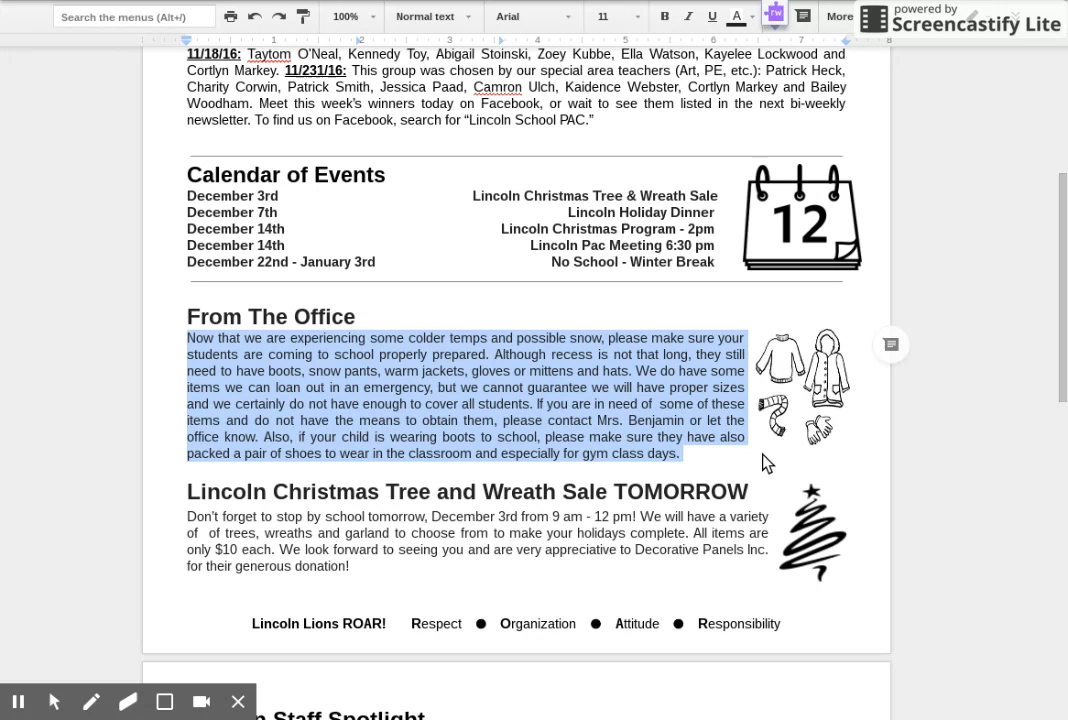 Search the menus (Alt+/) 100% Normal text Arial 11 B I U A rw More
powered by
Screencastify Lite
1 2 3 4 5 6 7 8
11/18/16: Taytom O'Neal, Kennedy Toy, Abigail Stoinski, Zoey Kubbe, Ella Watson, Kayelee Lockwood and
Cortlyn Markey. 11/231/16: This group was chosen by our special area teachers (Art, PE, etc.): Patrick Heck,
Charity Corwin, Patrick Smith, Jessica Paad, Camron Ulch, Kaidence Webster, Cortlyn Markey and Bailey
Woodham. Meet this week's winners today on Facebook, or wait to see them listed in the next bi-weekly
newsletter. To find us on Facebook, search for “Lincoln School PAC.”
Calendar of Events
December 3rd Lincoln Christmas Tree & Wreath Sale
December 7th Lincoln Holiday Dinner
December 14th Lincoln Christmas Program - 2pm
December 14th Lincoln Pac Meeting 6:30 pm
December 22nd - January 3rd No School - Winter Break
12
From The Office
Now that we are experiencing some colder temps and possible snow, please make sure your
students are coming to school properly prepared. Although recess is not that long, they still
need to have boots, snow pants, warm jackets, gloves or mittens and hats. We do have some
items we can loan out in an emergency, but we cannot guarantee we will have proper sizes
and we certainly do not have enough to cover all students. If you are in need of  some of these
items and do not have the means to obtain them, please contact Mrs. Benjamin or let the
office know. Also, if your child is wearing boots to school, please make sure they have also
packed a pair of shoes to wear in the classroom and especially for gym class days.
Lincoln Christmas Tree and Wreath Sale TOMORROW
Don't forget to stop by school tomorrow, December 3rd from 9 am - 12 pm! We will have a variety
of  of trees, wreaths and garland to choose from to make your holidays complete. All items are
only $10 each. We look forward to seeing you and are very appreciative to Decorative Panels Inc.
for their generous donation!
Lincoln Lions ROAR! Respect ● Organization ● Attitude ● Responsibility
n Staff Spotlight